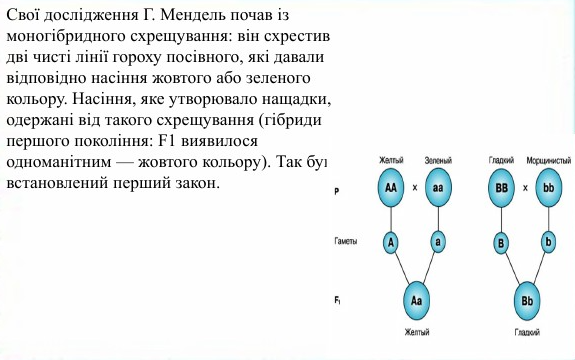 Свої дослідження Г. Мендель почав із
моногібридного схрещування: він схрестив
дві чисті лінії гороху посівного, які давали
відповідно насіння жовтого або зеленого
кольору. Насіння, яке утворювало нащадки,
одержані від такого схрещування (гібриди
першого покоління: F1 виявилося
одноманітним — жовтого кольору). Так
встановлений перший закон.
Желтый Зеленый Гладкий Морщинистый
P AA x aa BB x bb
Гаметы A a B b
F₁ Aa Bb
Желтый Гладкий